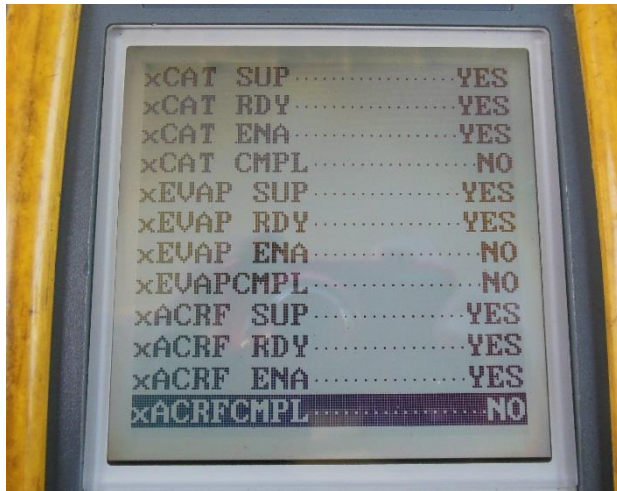 xCAT SUP..................YES
xCAT RDY..................YES
xCAT ENA..................YES
xCAT CMPL..................NO
xEVAP SUP.................YES
xEVAP RDY.................YES
xEVAP ENA..................NO
xEVAPCMPL..................NO
xACRF SUP.................YES
xACRF RDY.................YES
xACRF ENA.................YES
xACRFCMPL..................NO